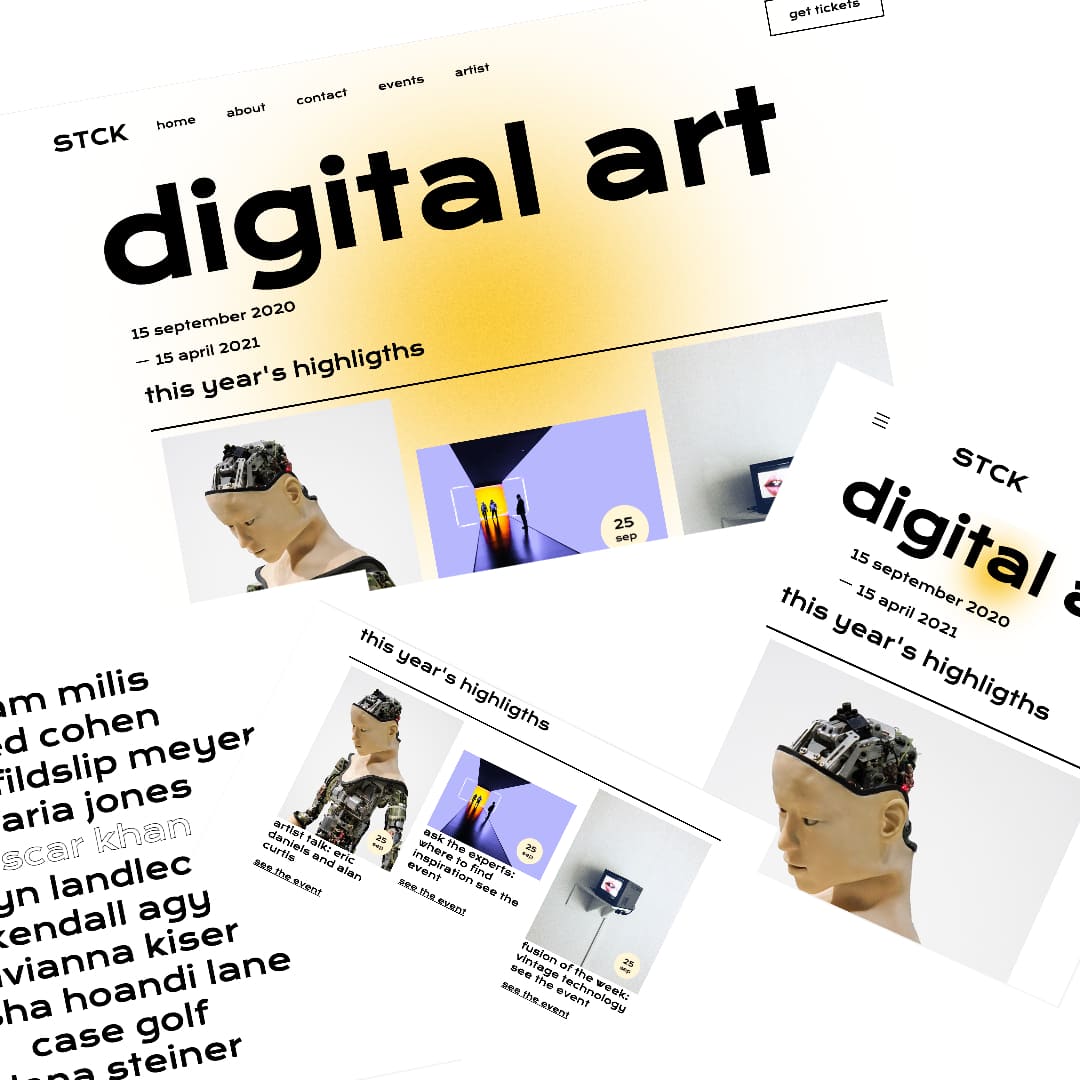 get tickets
STCK home about contact events artist
digital art
15 september 2020
— 15 april 2021
this year's highligths
25
sep
STCK
digital a
15 september 2020
— 15 april 2021
this year's highligths
this year's highligths
25
sep
artist talk: eric
daniels and alan
curtis
see the event
25
sep
ask the experts:
where to find
inspiration see the
event
see the event
25
sep
fusion of the week:
vintage technology
see the event
see the event
am milis
ed cohen
fildslip meyer
aria jones
scar khan
yn landlec
kendall agy
vianna kiser
sha hoandi lane
case golf
steiner